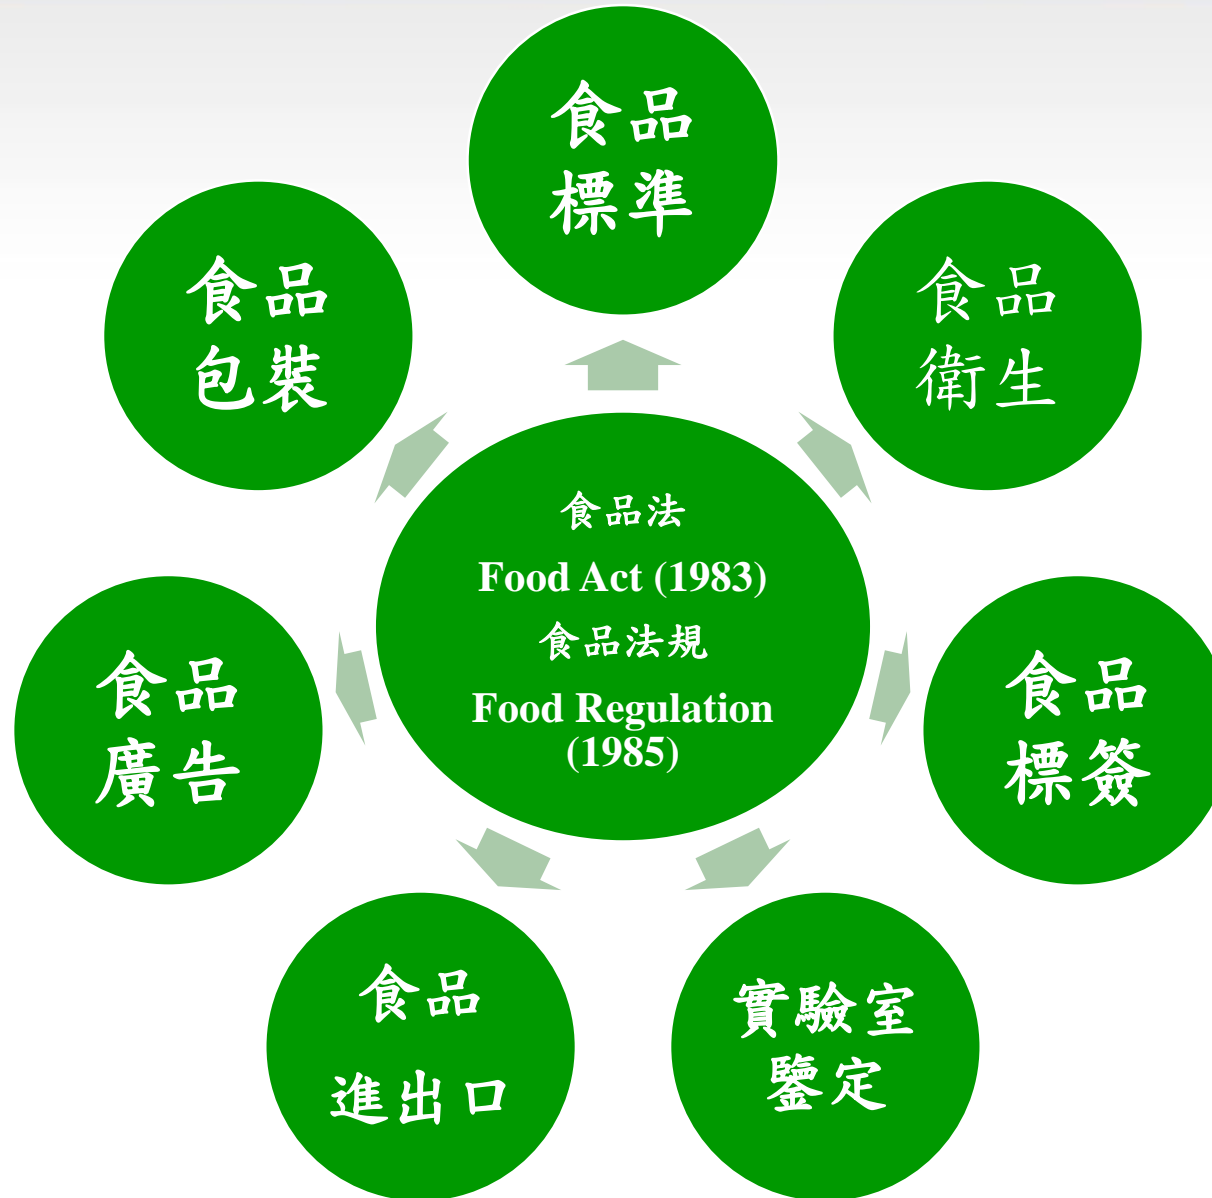 食品
標準
食品
衛生
食品
標簽
實驗室
鑒定
食品
進出口
食品
廣告
食品
包裝
食品法
Food Act (1983)
食品法規
Food Regulation
(1985)